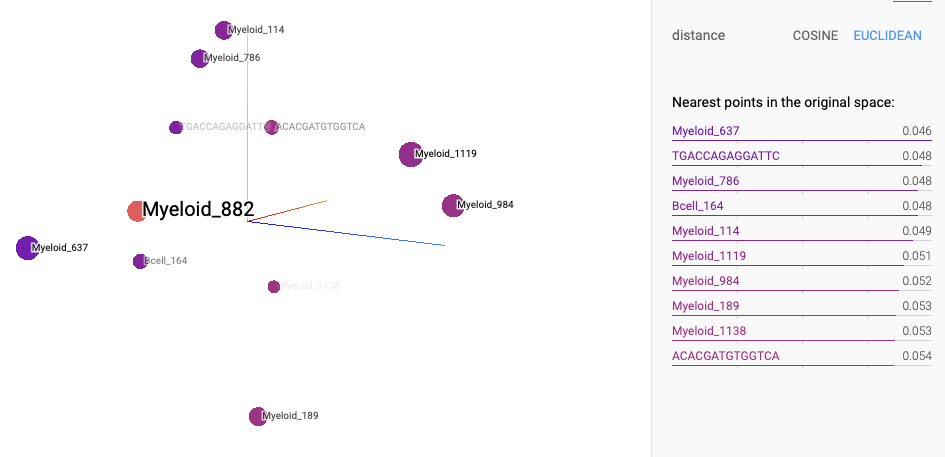 distance COSINE EUCLIDEAN
Nearest points in the original space:
Myeloid_637 0.046
TGACCAGAGGATTC 0.048
Myeloid_786 0.048
Bcell_164 0.048
Myeloid_114 0.049
Myeloid_1119 0.051
Myeloid_984 0.052
Myeloid_189 0.053
Myeloid_1138 0.053
ACACGATGTGGTCA 0.054
Myeloid_114
Myeloid_786
TGACCAGAGGATT
ACACGATGTGGTCA
Myeloid_1119
Myeloid_984
Myeloid_882
Myeloid_637
Bcell_164
Myeloid_1138
Myeloid_189